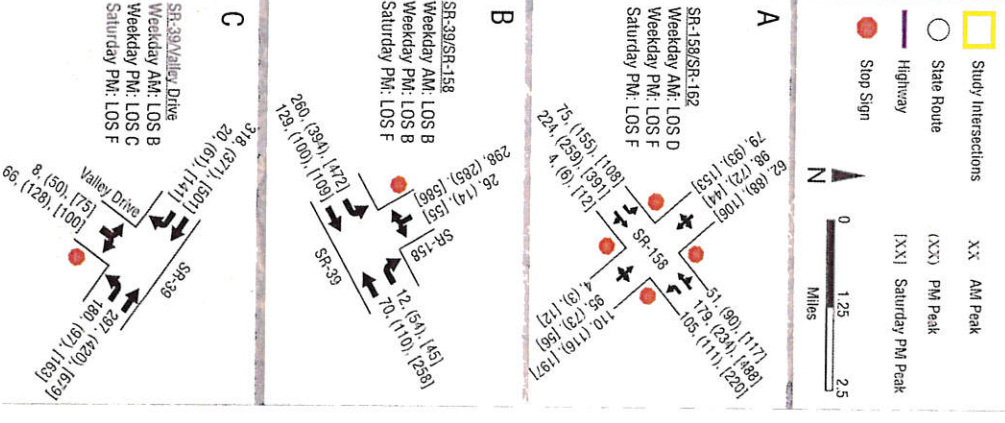 Study Intersections
State Route
Highway
Stop Sign
XX AM Peak
(XX) PM Peak
[XX] Saturday PM Peak
N
0 1.25 2.5
Miles
A
SR-158/SR-162
Weekday AM: LOS D
Weekday PM: LOS F
Saturday PM: LOS F
79, (93), [153]
98, (72), [44]
62, (88), [106]
51, (90), [117]
179, (234), [488]
105, (111), [220]
75, (155), [108]
224, (259), [391]
4, (6), [12]
SR-158
4, (3), [12]
95, (73), [56]
110, (116), [197]
B
SR-39/SR-158
Weekday AM: LOS B
Weekday PM: LOS B
Saturday PM: LOS F
298, (285), [586]
26, (14), [55]
SR-158
260, (394), [472]
129, (100), [109]
12, (54), [45]
70, (110), [258]
SR-39
C
SR-39/Valley Drive
Weekday AM: LOS B
Weekday PM: LOS C
Saturday PM: LOS F
318, (371), [501]
20, (61), [141]
SR-39
Valley Drive
8, (50), [75]
66, (128), [100]
297, (420), [679]
180, (97), [163]